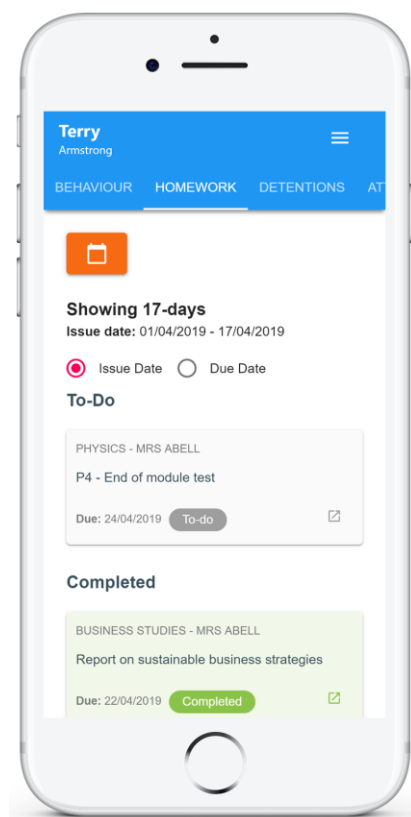 Terry
Armstrong
BEHAVIOUR HOMEWORK DETENTIONS
Showing 17-days
Issue date: 01/04/2019 - 17/04/2019
Issue Date Due Date
To-Do
PHYSICS - MRS ABELL
P4 - End of module test
Due: 24/04/2019 To-do
Completed
BUSINESS STUDIES - MRS ABELL
Report on sustainable business strategies
Due: 22/04/2019 Completed